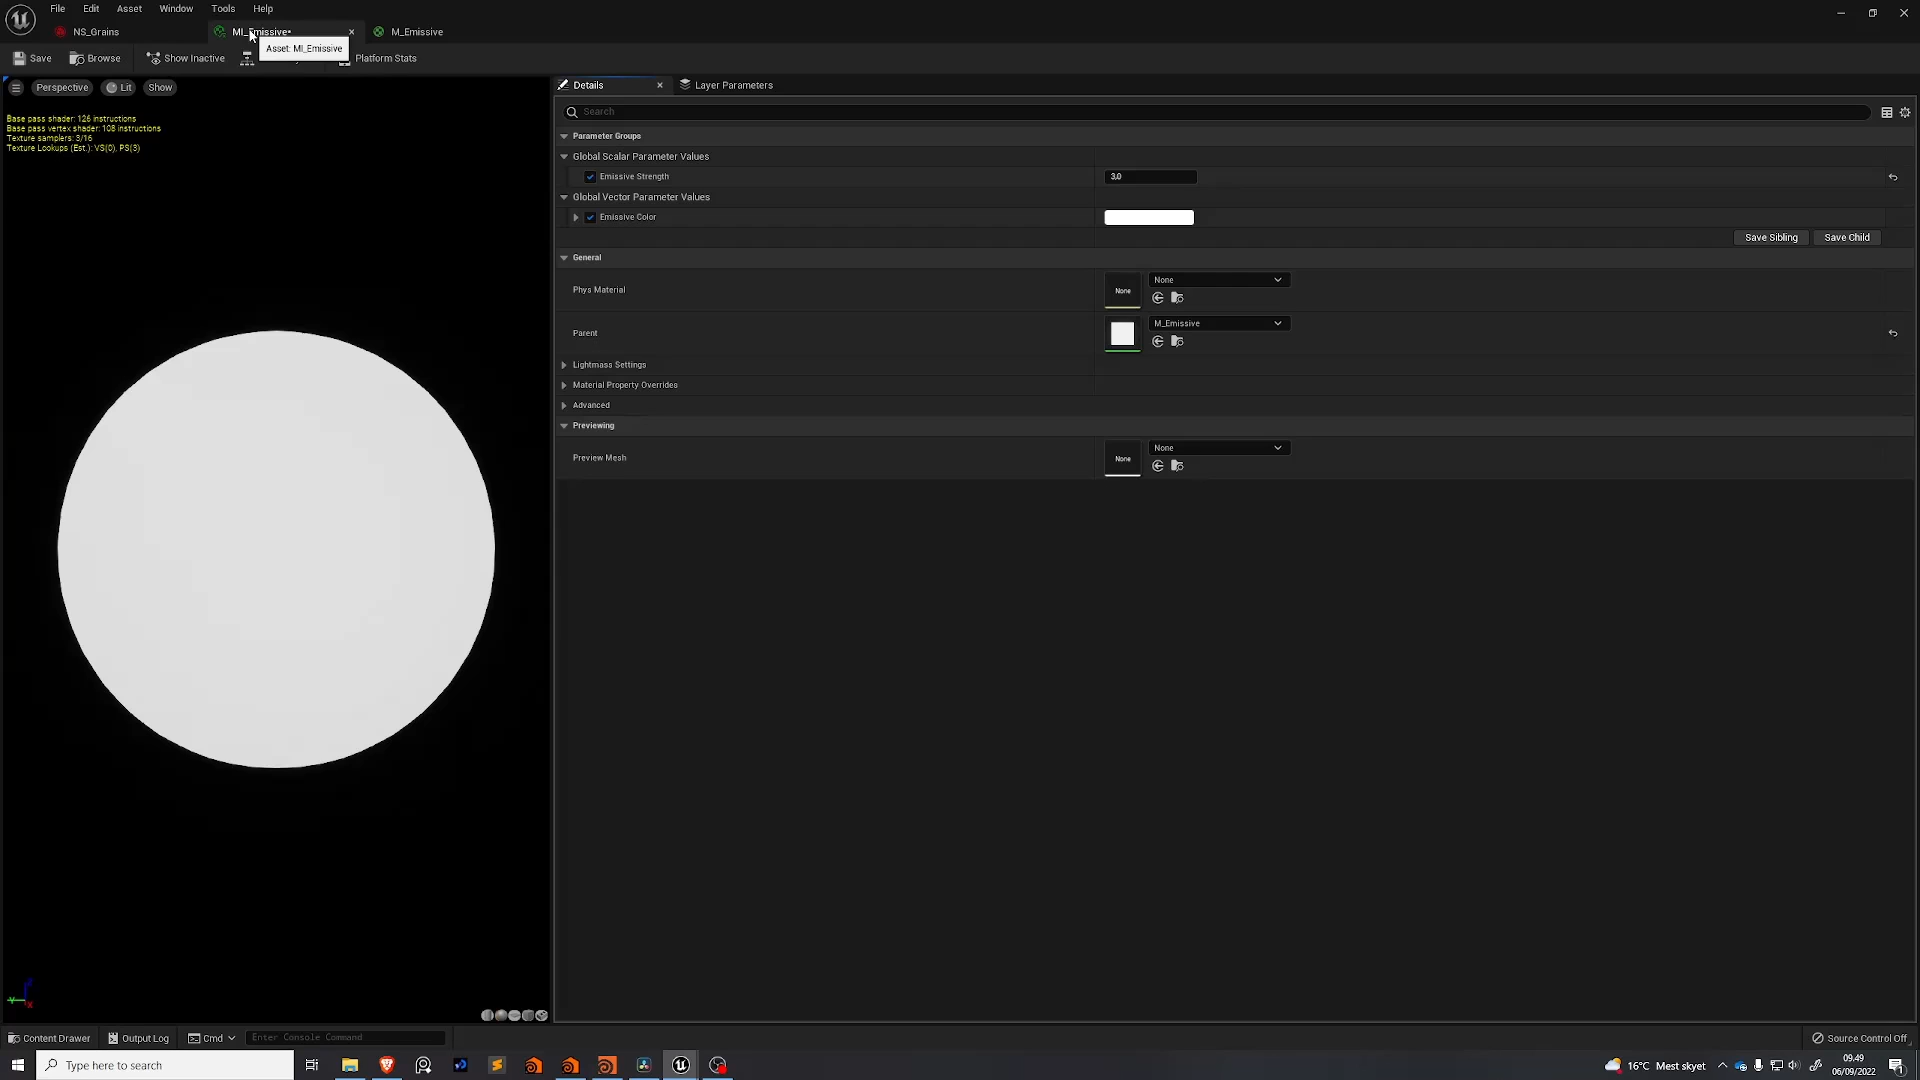 File Edit Asset Window Tools Help
NS_Grains MI_Emissive* M_Emissive
Asset: MI_Emissive
Save Browse Show Inactive Platform Stats
Perspective Lit Show
Base pass shader: 126 instructions
Base pass vertex shader: 108 instructions
Texture samplers: 3/16
Texture Lookups (Est.): VS(0), PS(3)
Details Layer Parameters
Search
Parameter Groups
Global Scalar Parameter Values
Emissive Strength 3.0
Global Vector Parameter Values
Emissive Color
Save Sibling Save Child
General
Phys Material None None
Parent M_Emissive
Lightmass Settings
Material Property Overrides
Advanced
Previewing
Preview Mesh None None
Content Drawer Output Log Cmd Enter Console Command Source Control Off
Type here to search 16°C Mest skyet 09.49
06/09/2022